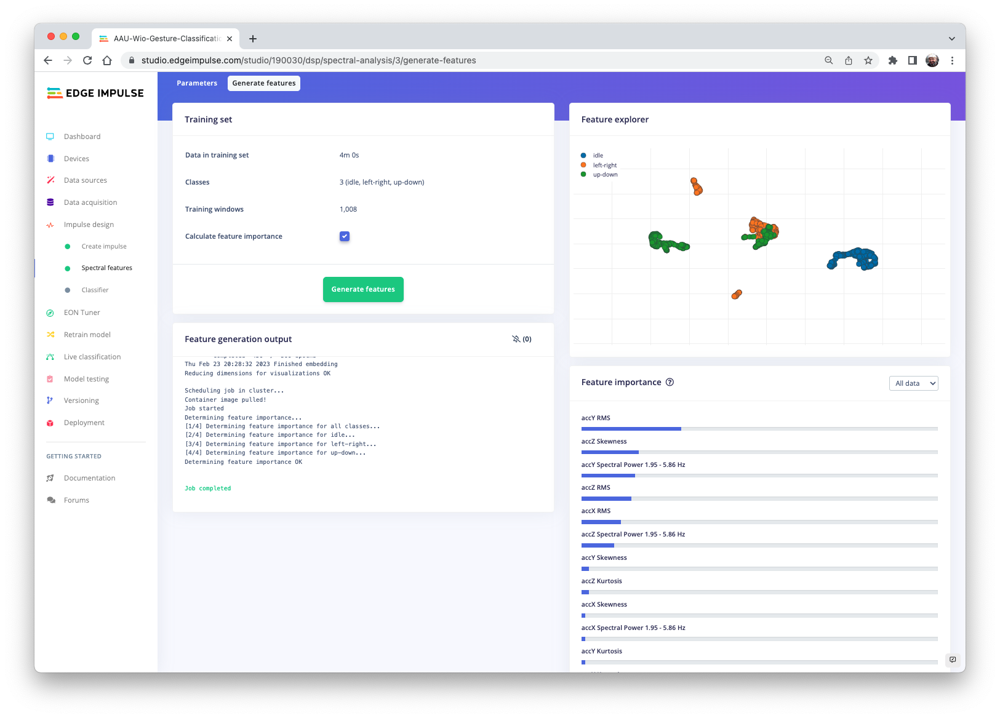 AAU-Wio-Gesture-Classificatio
studio.edgeimpulse.com/studio/190030/dsp/spectral-analysis/3/generate-features
EDGE IMPULSE
Dashboard
Devices
Data sources
Data acquisition
Impulse design
Create impulse
Spectral features
Classifier
EON Tuner
Retrain model
Live classification
Model testing
Versioning
Deployment
GETTING STARTED
Documentation
Forums
Parameters
Generate features
Training set
Data in training set
4m 0s
Classes
3 (idle, left-right, up-down)
Training windows
1,008
Calculate feature importance
Generate features
Feature generation output
(0)
Thu Feb 23 20:28:32 2023 Finished embedding
Reducing dimensions for visualizations OK
Scheduling job in cluster...
Container image pulled!
Job started
Determining feature importance...
[1/4] Determining feature importance for all classes...
[2/4] Determining feature importance for idle...
[3/4] Determining feature importance for left-right...
[4/4] Determining feature importance for up-down...
Determining feature importance OK
Job completed
Feature explorer
idle
left-right
up-down
Feature importance
All data
accY RMS
accZ Skewness
accY Spectral Power 1.95 - 5.86 Hz
accZ RMS
accX RMS
accZ Spectral Power 1.95 - 5.86 Hz
accY Skewness
accZ Kurtosis
accX Skewness
accX Spectral Power 1.95 - 5.86 Hz
accY Kurtosis